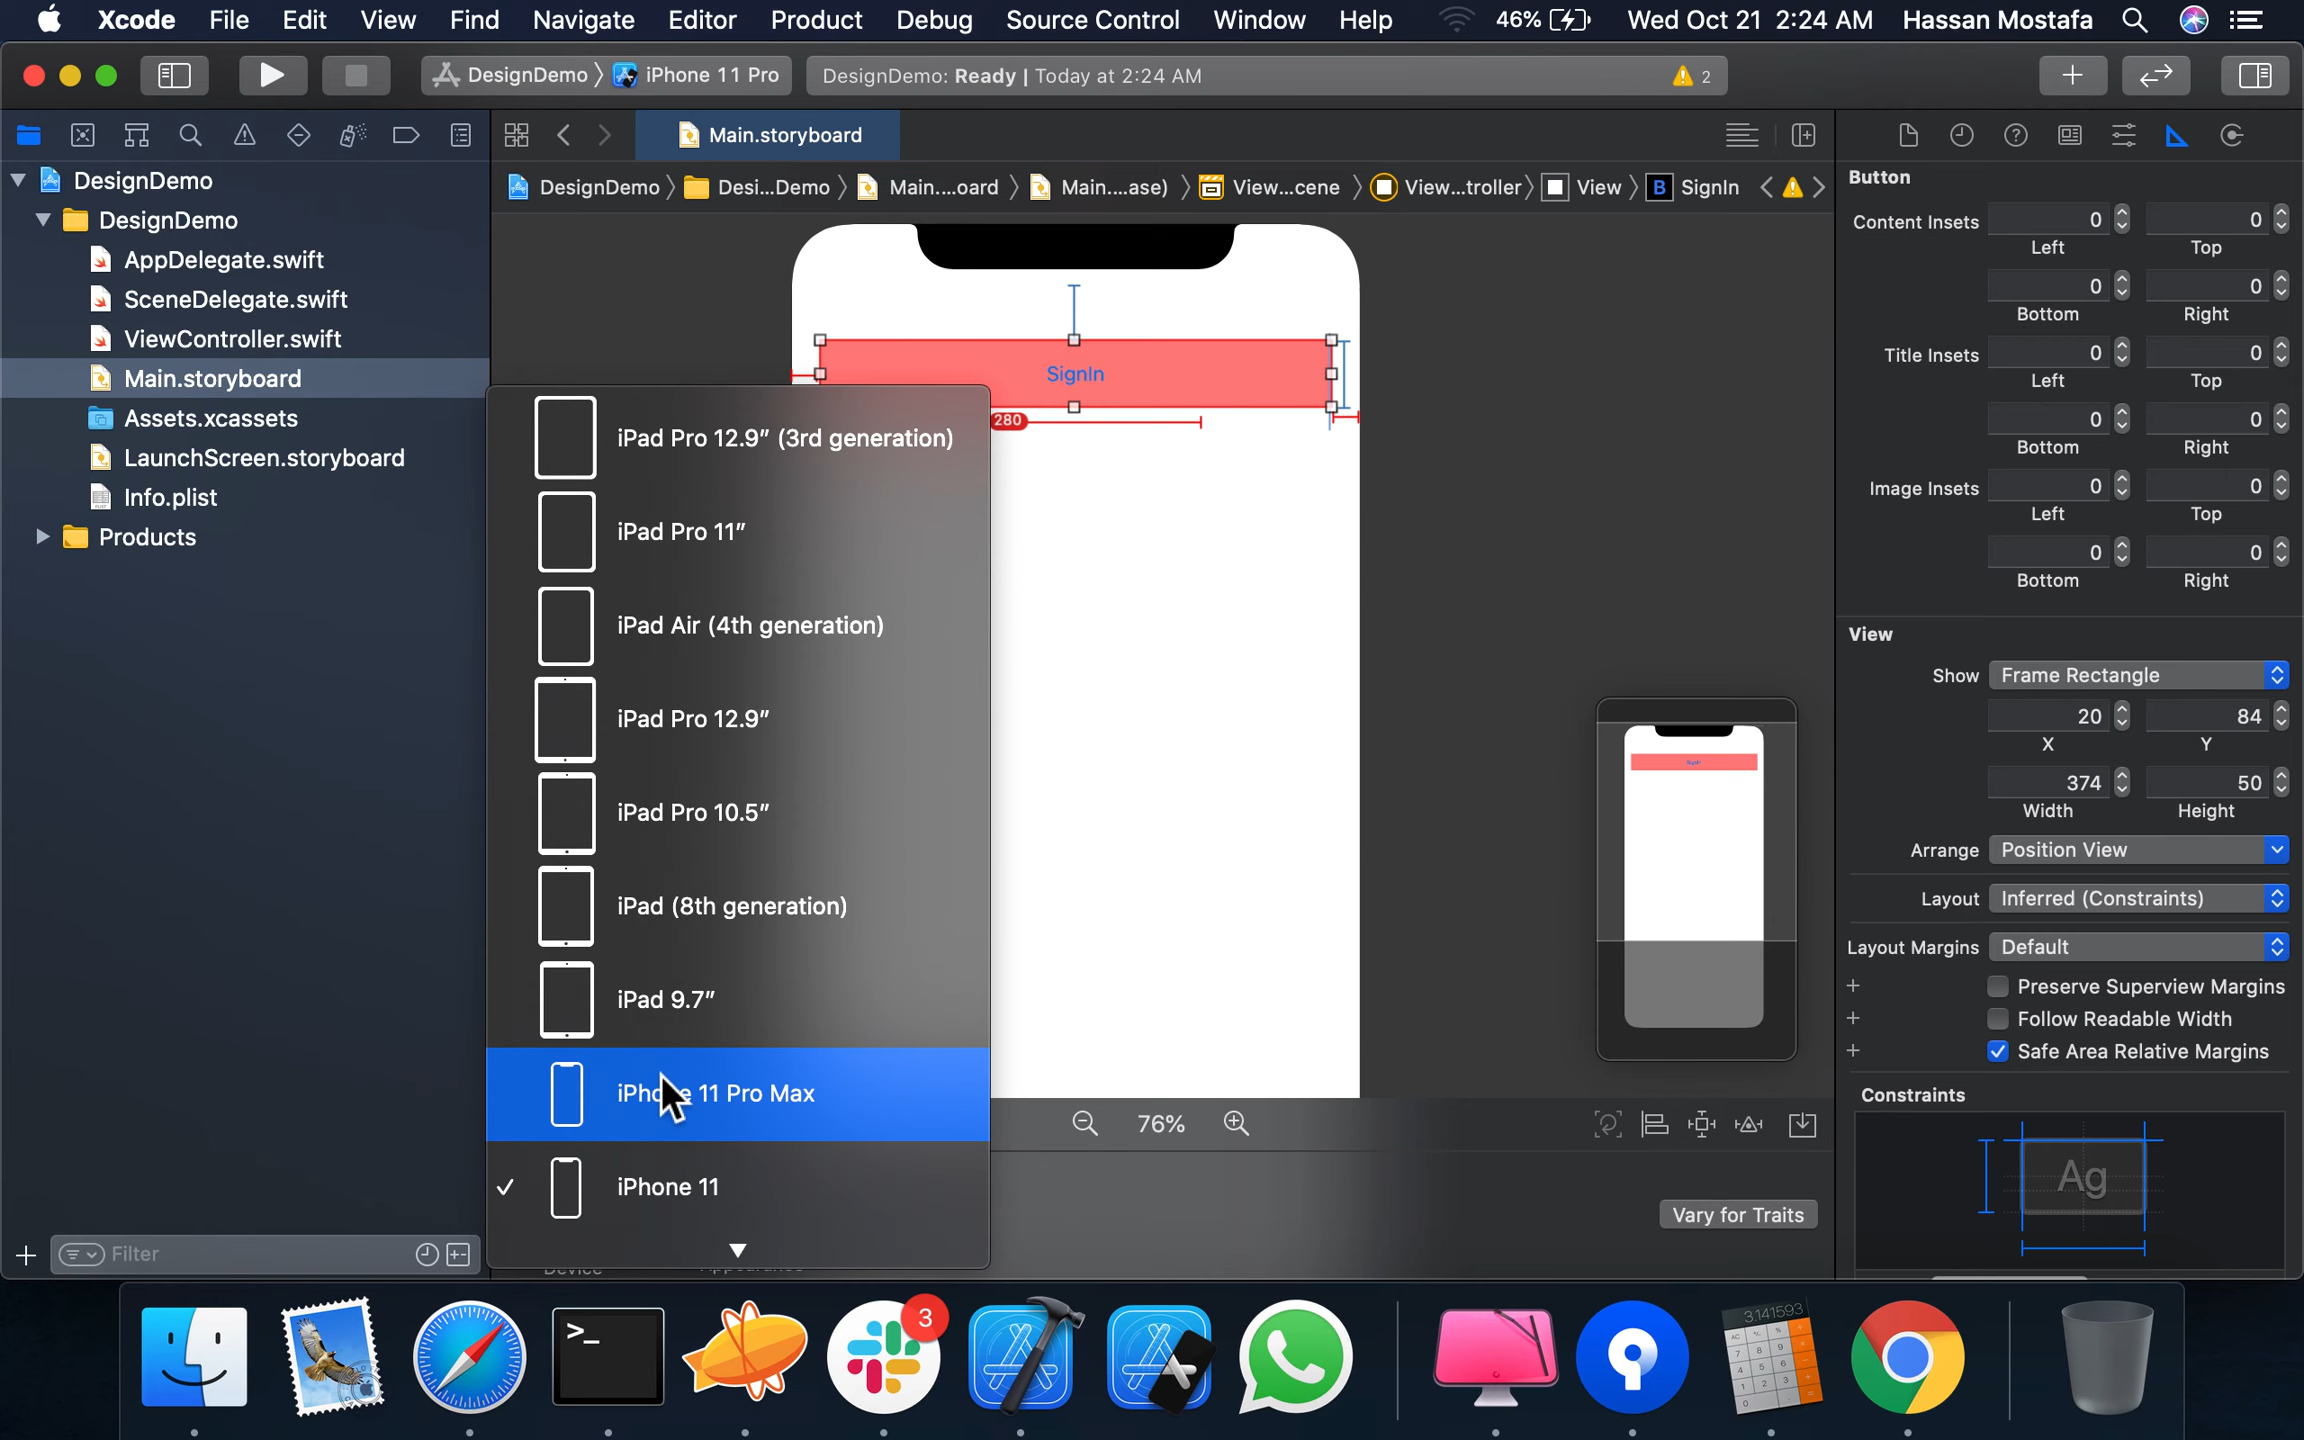 Xcode File Edit View Find Navigate Editor Product Debug Source Control Window Help 46% Wed Oct 21 2:24 AM Hassan Mostafa
DesignDemo 〉 iPhone 11 Pro
DesignDemo: Ready | Today at 2:24 AM
2
Main.storyboard
DesignDemo 〉 Desi...Demo 〉 Main....oard 〉 Main....ase) 〉 View...cene 〉 View...troller 〉 View 〉 B SignIn
DesignDemo
DesignDemo
AppDelegate.swift
SceneDelegate.swift
ViewController.swift
Main.storyboard
Assets.xcassets
LaunchScreen.storyboard
Info.plist
Products
Filter
SignIn
280
iPad Pro 12.9” (3rd generation)
iPad Pro 11”
iPad Air (4th generation)
iPad Pro 12.9”
iPad Pro 10.5”
iPad (8th generation)
iPad 9.7”
iPhone 11 Pro Max
✓ iPhone 11
76%
Vary for Traits
Button
Content Insets 0 0
Left Top
0 0
Bottom Right
Title Insets 0 0
Left Top
0 0
Bottom Right
Image Insets 0 0
Left Top
0 0
Bottom Right
View
Show Frame Rectangle
20 84
X Y
374 50
Width Height
Arrange Position View
Layout Inferred (Constraints)
Layout Margins Default
+ Preserve Superview Margins
+ Follow Readable Width
+ Safe Area Relative Margins
Constraints
Ag
3
3.141593